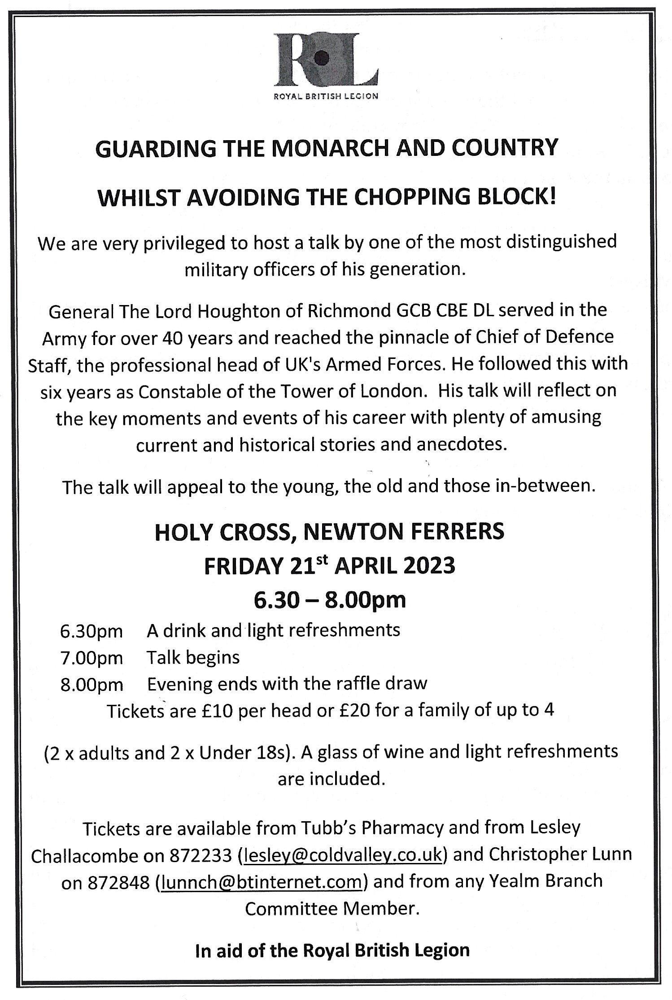 RBL
ROYAL BRITISH LEGION
GUARDING THE MONARCH AND COUNTRY
WHILST AVOIDING THE CHOPPING BLOCK!
We are very privileged to host a talk by one of the most distinguished
military officers of his generation.
General The Lord Houghton of Richmond GCB CBE DL served in the
Army for over 40 years and reached the pinnacle of Chief of Defence
Staff, the professional head of UK's Armed Forces. He followed this with
six years as Constable of the Tower of London.  His talk will reflect on
the key moments and events of his career with plenty of amusing
current and historical stories and anecdotes.
The talk will appeal to the young, the old and those in-between.
HOLY CROSS, NEWTON FERRERS
FRIDAY 21st APRIL 2023
6.30 – 8.00pm
6.30pm A drink and light refreshments
7.00pm Talk begins
8.00pm Evening ends with the raffle draw
Tickets are £10 per head or £20 for a family of up to 4
(2 x adults and 2 x Under 18s). A glass of wine and light refreshments
are included.
Tickets are available from Tubb’s Pharmacy and from Lesley
Challacombe on 872233 (lesley@coldvalley.co.uk) and Christopher Lunn
on 872848 (lunnch@btinternet.com) and from any Yealm Branch
Committee Member.
In aid of the Royal British Legion